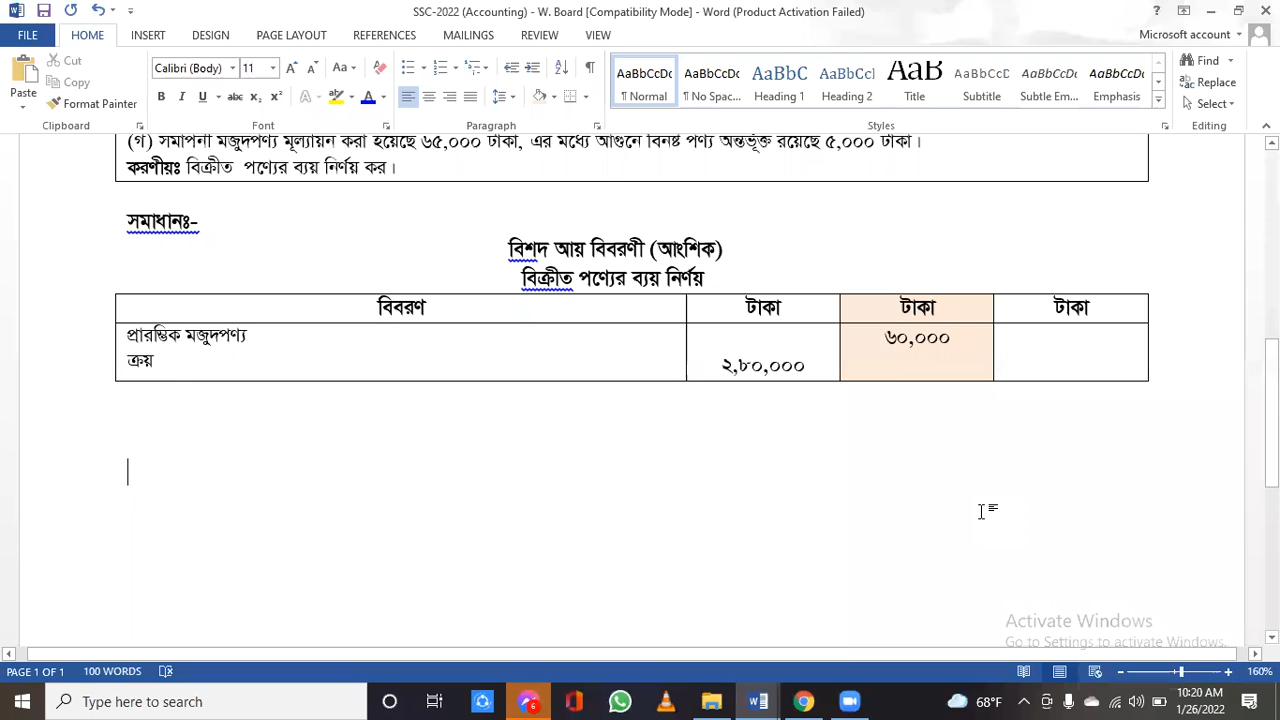 SSC-2022 (Accounting) - W. Board [Compatibility Mode] - Word (Product Activation Failed)
FILE HOME INSERT DESIGN PAGE LAYOUT REFERENCES MAILINGS REVIEW VIEW Microsoft account
Cut
Copy
Format Painter
Paste
Clipboard
Calibri (Body) 11
Font
Paragraph
AaBbCcDc AaBbCcDc AaBbC AaBbCcl AaB AaBbCcD AaBbCcDc AaBbCcDc
¶ Normal ¶ No Spac... Heading 1 Heading 2 Title Subtitle Subtle Em... Emphasis
Styles
Find
Replace
Select
Editing
(গ) সমাপনী মজুদপণ্য মূল্যায়ন করা হয়েছে ৬৫,০০০ টাকা, এর মধ্যে আগুনে বিনষ্ট পণ্য অন্তর্ভূক্ত রয়েছে ৫,০০০ টাকা।
করণীয়ঃ বিক্রীত পণ্যের ব্যয় নির্ণয় কর।
সমাধানঃ-
বিশদ আয় বিবরণী (আংশিক)
বিক্রীত পণ্যের ব্যয় নির্ণয়
বিবরণ টাকা টাকা টাকা
প্রারম্ভিক মজুদপণ্য ৬০,০০০
ক্রয় ২,৮০,০০০
Activate Windows
Go to Settings to activate Windows.
PAGE 1 OF 1 100 WORDS 160%
Type here to search 6 68°F 10:20 AM
1/26/2022